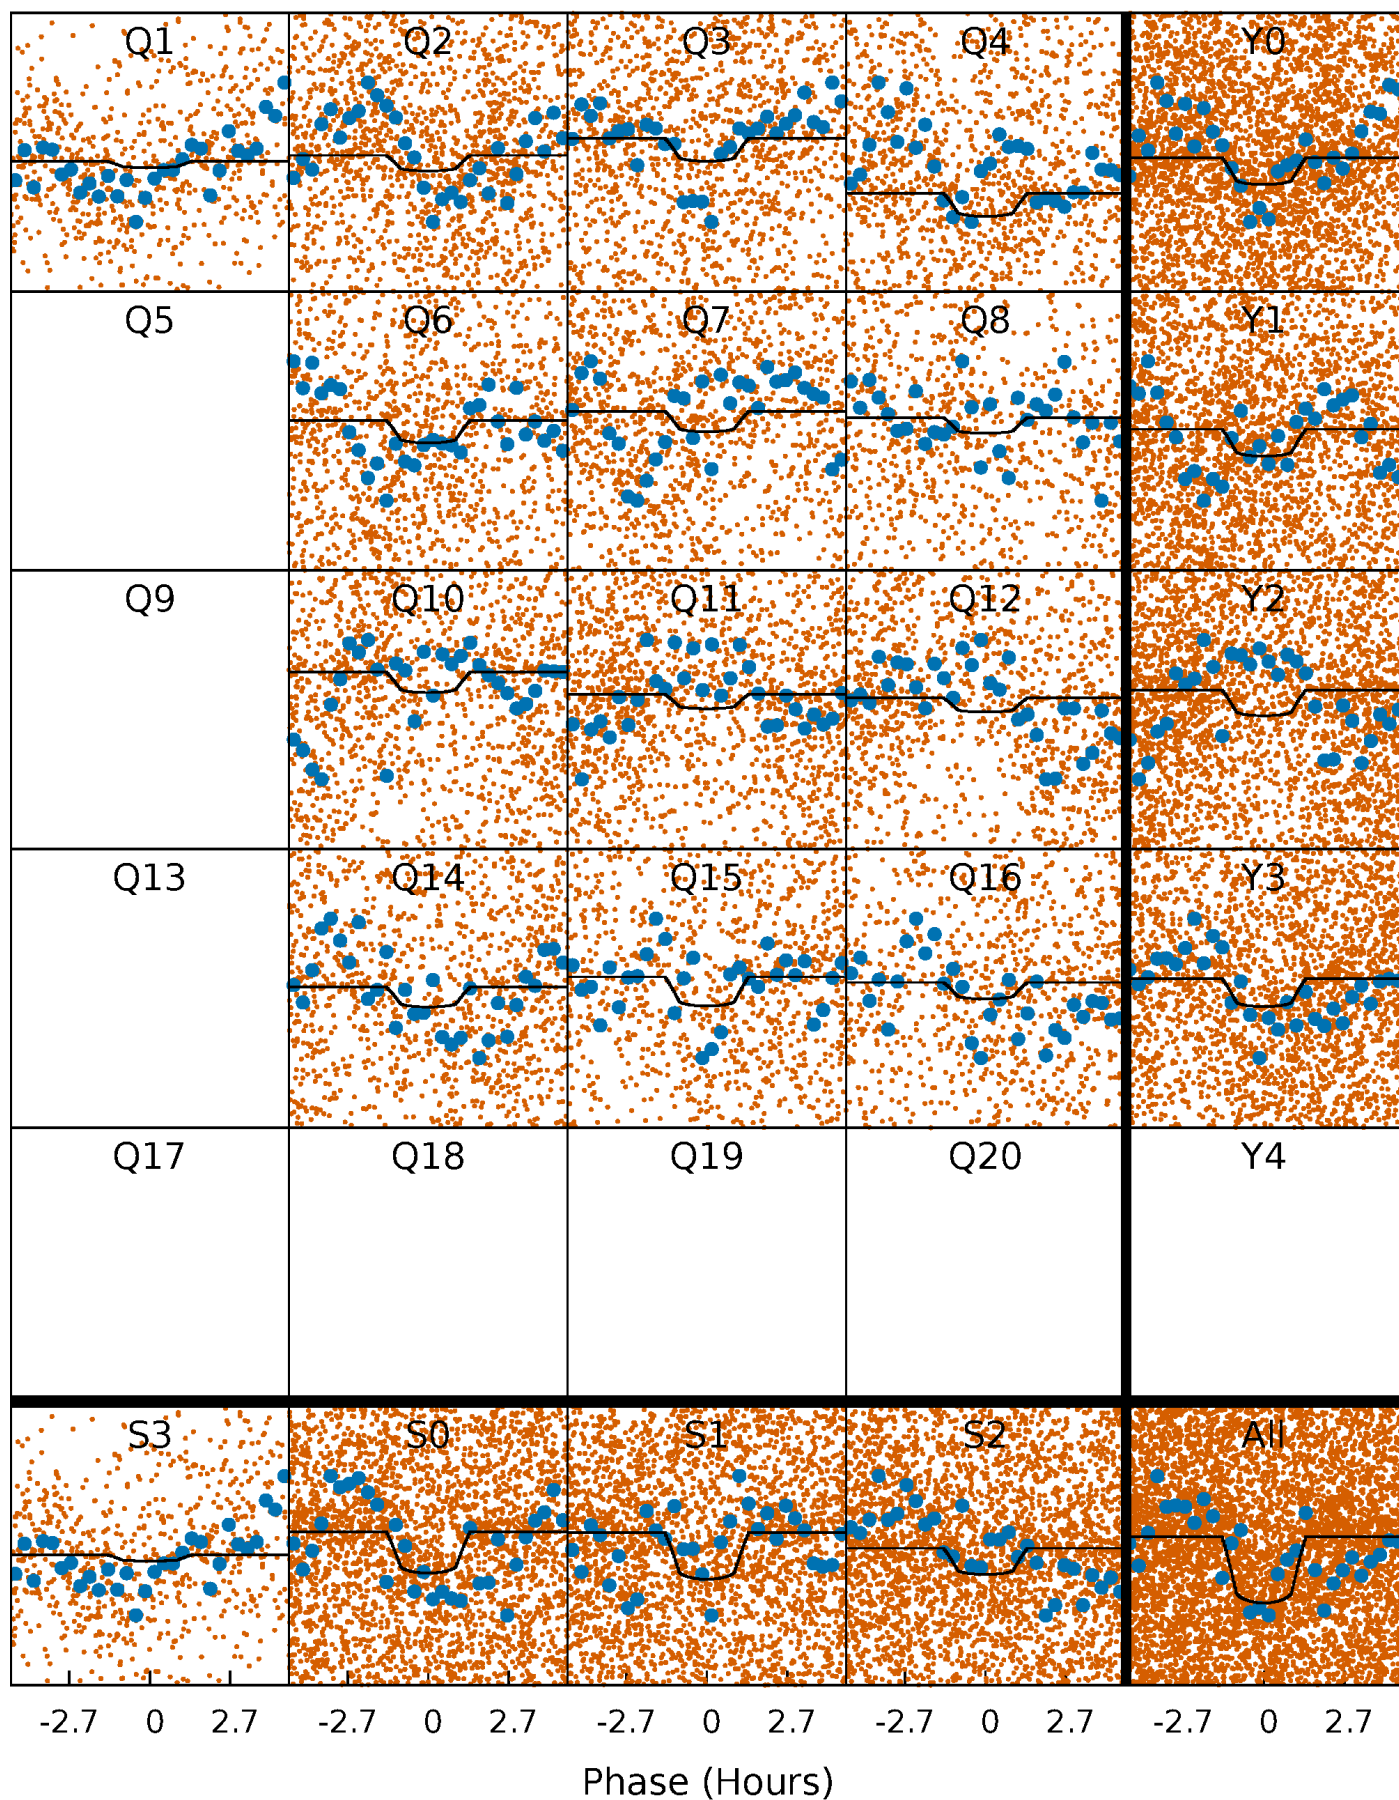 Q1 Q2 Q3 Q4 Y0
Q5 Q6 Q7 Q8 Y1
Q9 Q10 Q11 Q12 Y2
Q13 Q14 Q15 Q16 Y3
Q17 Q18 Q19 Q20 Y4
S3 S0 S1 S2 All
-2.7 0 2.7 -2.7 0 2.7 -2.7 0 2.7 -2.7 0 2.7 -2.7 0 2.7
Phase (Hours)